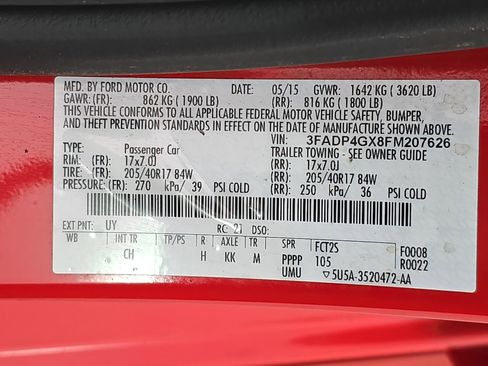 MFD. BY FORD MOTOR CO. DATE: 05/15 GVWR: 1642 KG ( 3620 LB)
GAWR: (FR): 862 KG ( 1900 LB) (RR): 816 KG ( 1800 LB)
THIS VEHICLE CONFORMS TO ALL APPLICABLE FEDERAL MOTOR VEHICLE SAFETY, BUMPER,
AND THEFT PREVENTION STANDARDS IN EFFECT ON THE DATE OF MANUFACTURE SHOWN ABOVE.
VIN: 3FADP4GX8FM207626
TYPE: Passenger Car TRAILER TOWING - SEE OWNER GUIDE
RIM: (FR) 17x7.0J (RR) 17x7.0J
TIRE: (FR) 205/40R17 84W (RR) 205/40R17 84W
PRESSURE: (FR) 270 kPa/ 39 PSI COLD (RR) 250 kPa/ 36 PSI COLD
EXT PNT: UY RC: 21 DSO:
WB INT TR TP/PS R AXLE TR SPR FCT2S F0008
CH H KK M PPPP 105 R0022
UMU ▽5U5A-3520472-AA